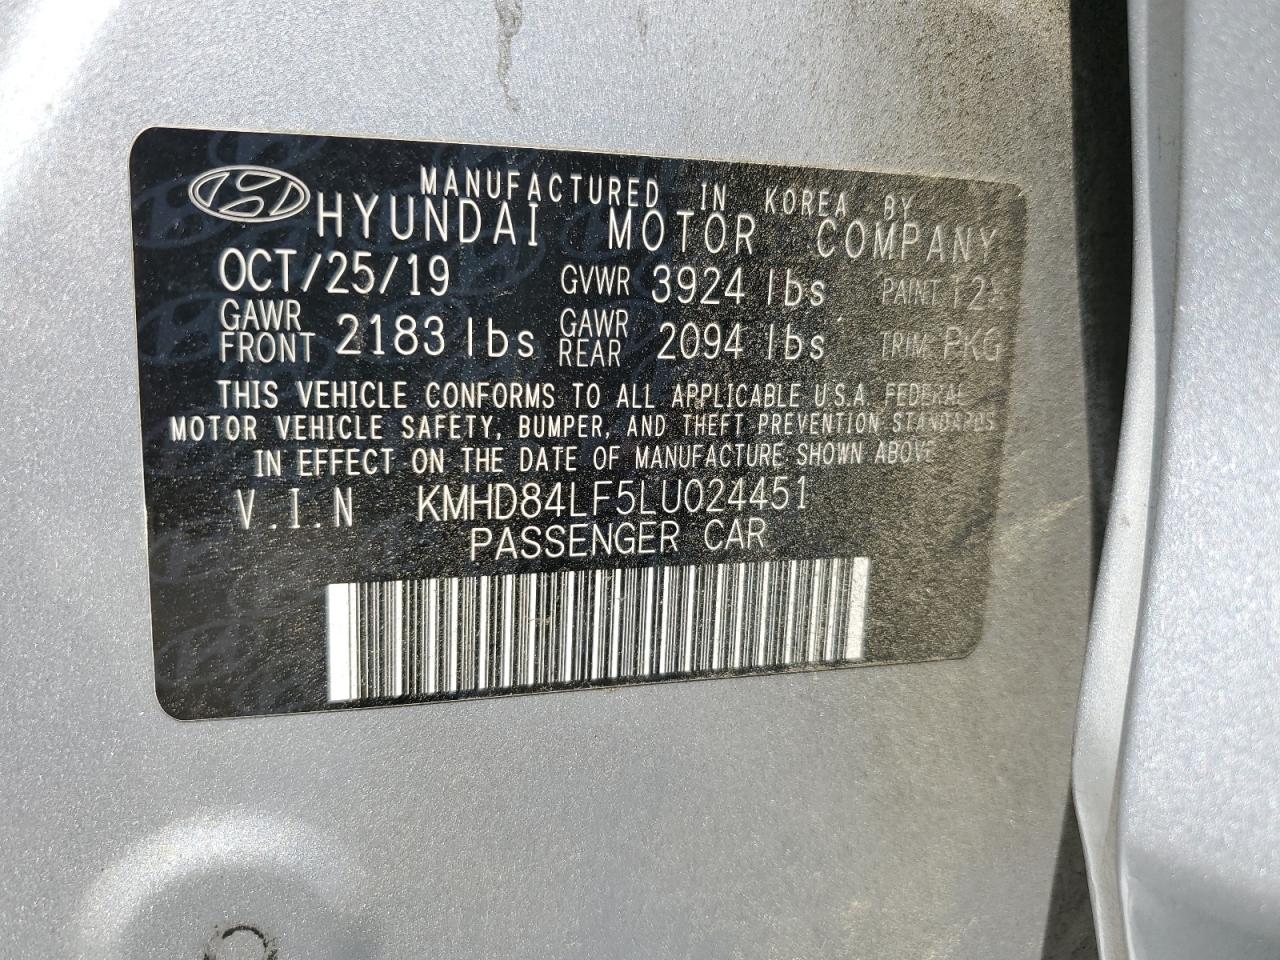 MANUFACTURED IN KOREA BY
HYUNDAI MOTOR COMPANY
OCT/25/19 GVWR 3924 lbs PAINT
GAWR FRONT 2183 lbs GAWR REAR 2094 lbs TRIM PKG
THIS VEHICLE CONFORMS TO ALL APPLICABLE U.S.A. FEDERAL
MOTOR VEHICLE SAFETY, BUMPER, AND THEFT PREVENTION STANDARDS
IN EFFECT ON THE DATE OF MANUFACTURE SHOWN ABOVE
V.I.N KMHD84LF5LU024451
PASSENGER CAR